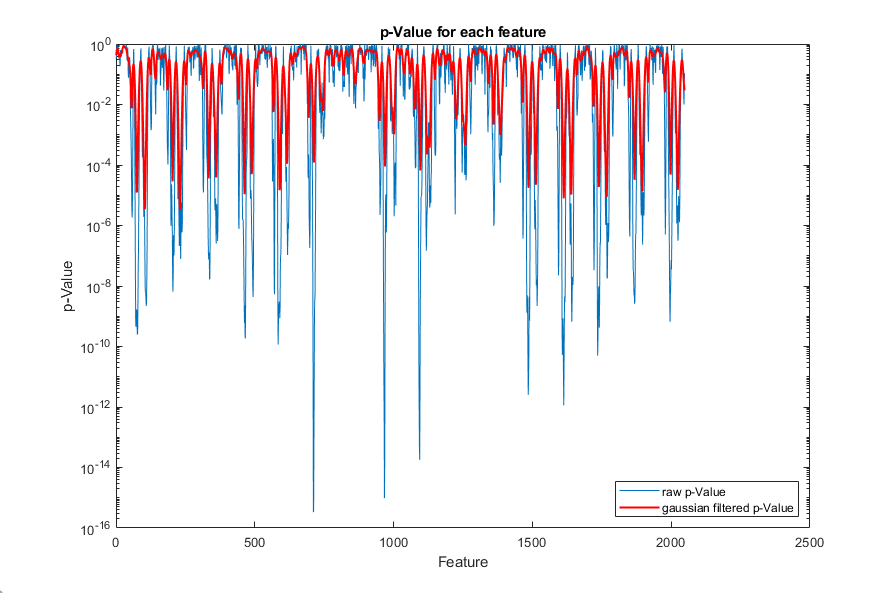 p-Value for each feature
10^0
10^-2
10^-4
10^-6
10^-8
10^-10
10^-12
10^-14
10^-16
p-Value
0 500 1000 1500 2000 2500
Feature
raw p-Value
gaussian filtered p-Value